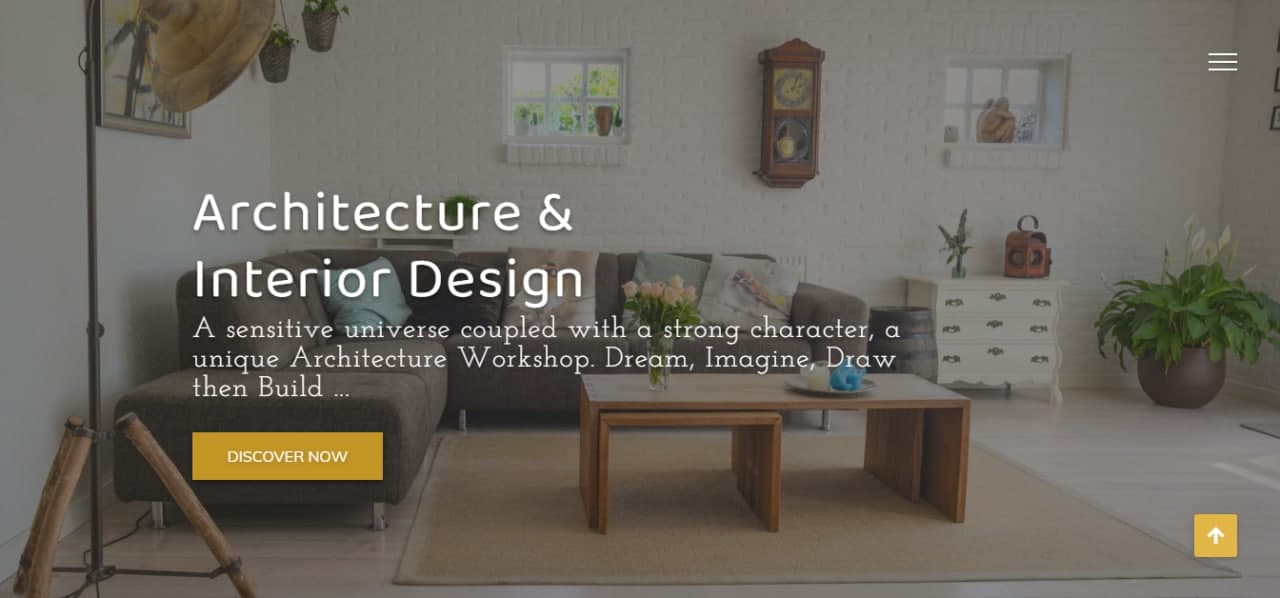 Architecture &
Interior Design
A sensitive universe coupled with a strong character, a
unique Architecture Workshop. Dream, Imagine, Draw
then Build ...
DISCOVER NOW